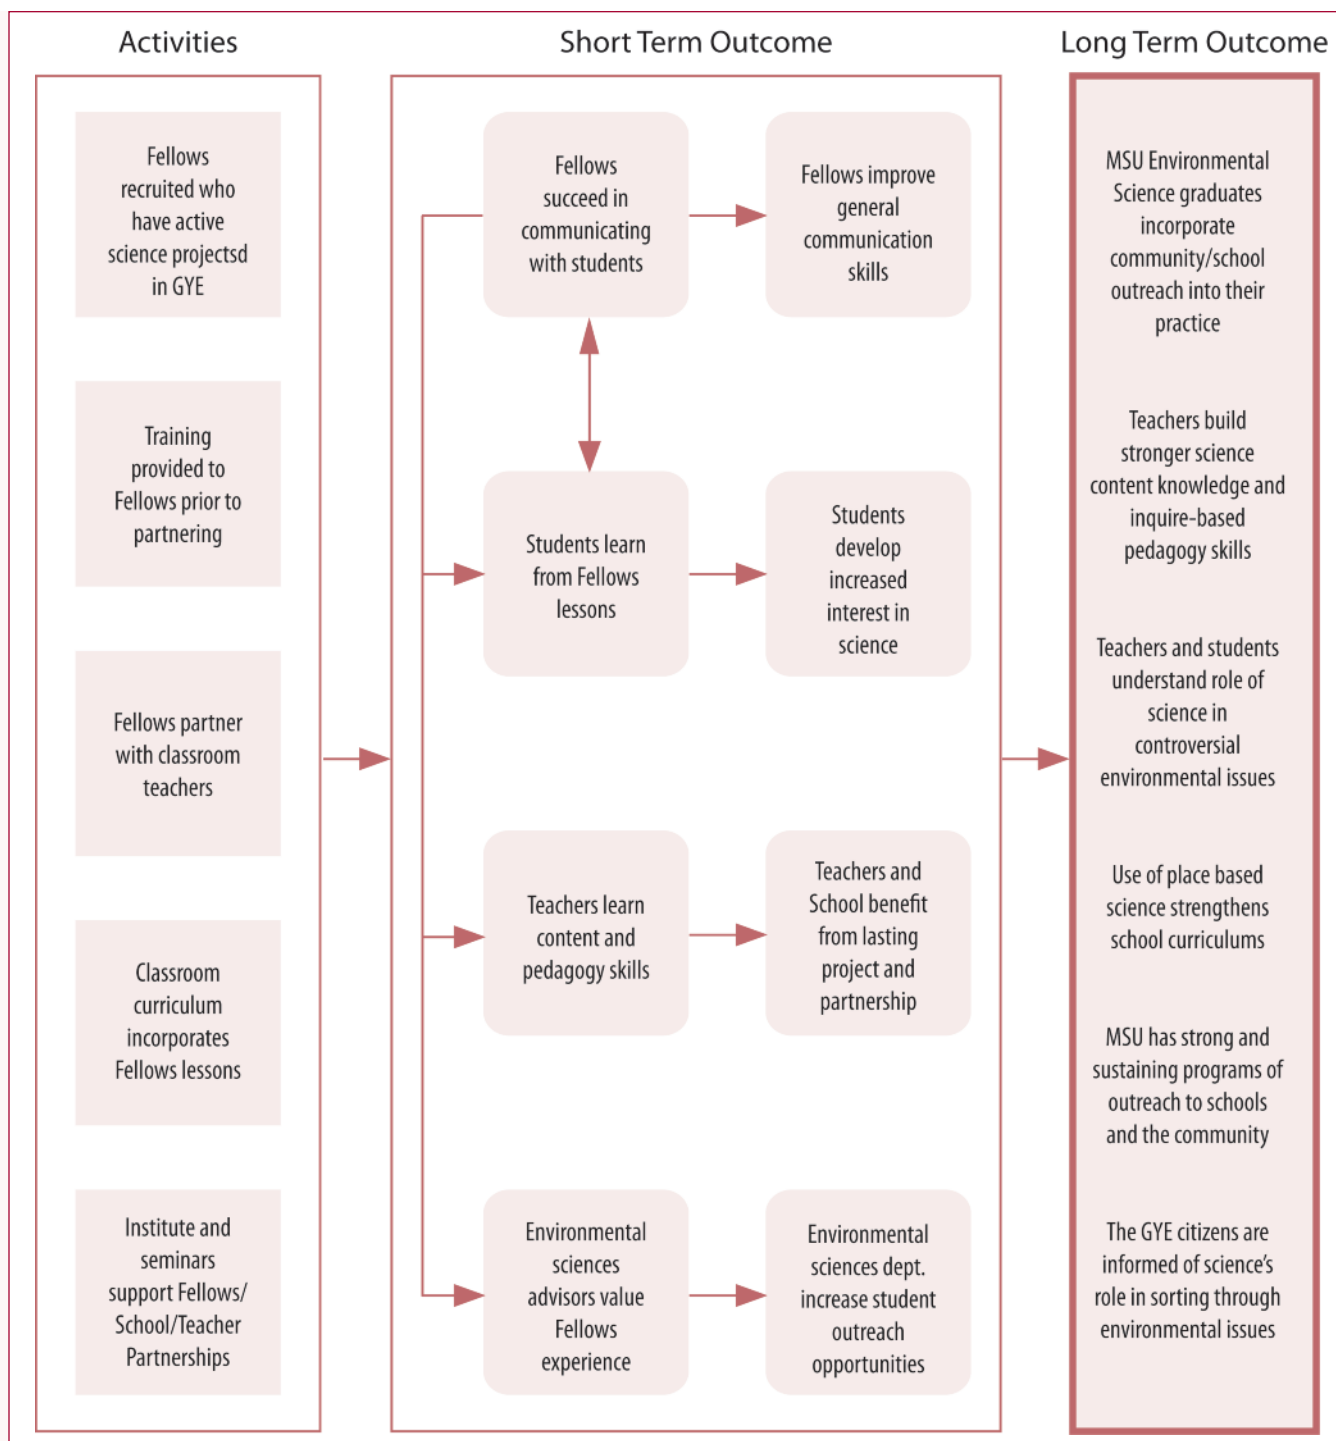 Activities
Fellows
recruited who
have active
science projectsd
in GYE
Training
provided to
Fellows prior to
partnering
Fellows partner
with classroom
teachers
Classroom
curriculum
incorporates
Fellows lessons
Institute and
seminars
support Fellows/
School/Teacher
Partnerships
Short Term Outcome
Fellows
succeed in
communicating
with students
Fellows improve
general
communication
skills
Students learn
from Fellows
lessons
Students
develop
increased
interest in
science
Teachers learn
content and
pedagogy skills
Teachers and
School benefit
from lasting
project and
partnership
Environmental
sciences
advisors value
Fellows
experience
Environmental
sciences dept.
increase student
outreach
opportunities
Long Term Outcome
MSU Environmental
Science graduates
incorporate
community/school
outreach into their
practice
Teachers build
stronger science
content knowledge and
inquire-based
pedagogy skills
Teachers and students
understand role of
science in
controversial
environmental issues
Use of place based
science strengthens
school curriculums
MSU has strong and
sustaining programs of
outreach to schools
and the community
The GYE citizens are
informed of science's
role in sorting through
environmental issues